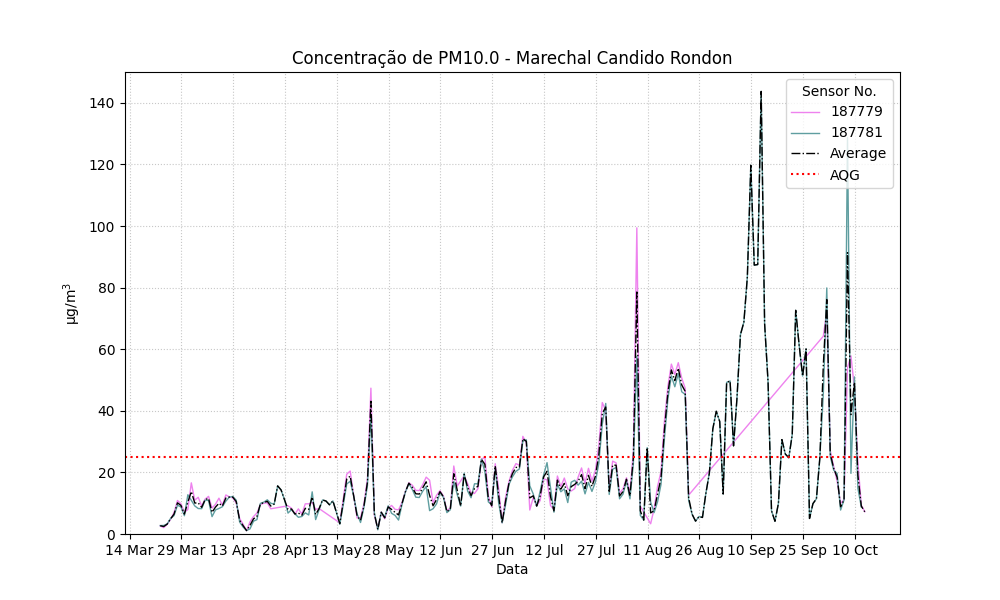 Concentração de PM10.0 - Marechal Candido Rondon
Sensor No.
187779
187781
Average
AQG
140
120
100
80
60
40
20
0
µg/m³
14 Mar 29 Mar 13 Apr 28 Apr 13 May 28 May 12 Jun 27 Jun 12 Jul 27 Jul 11 Aug 26 Aug 10 Sep 25 Sep 10 Oct
Data